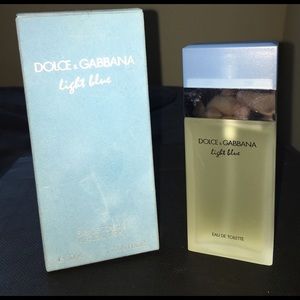 DOLCE & GABBANA
light blue
DOLCE & GABBANA
light blue
EAU DE TOILETTE